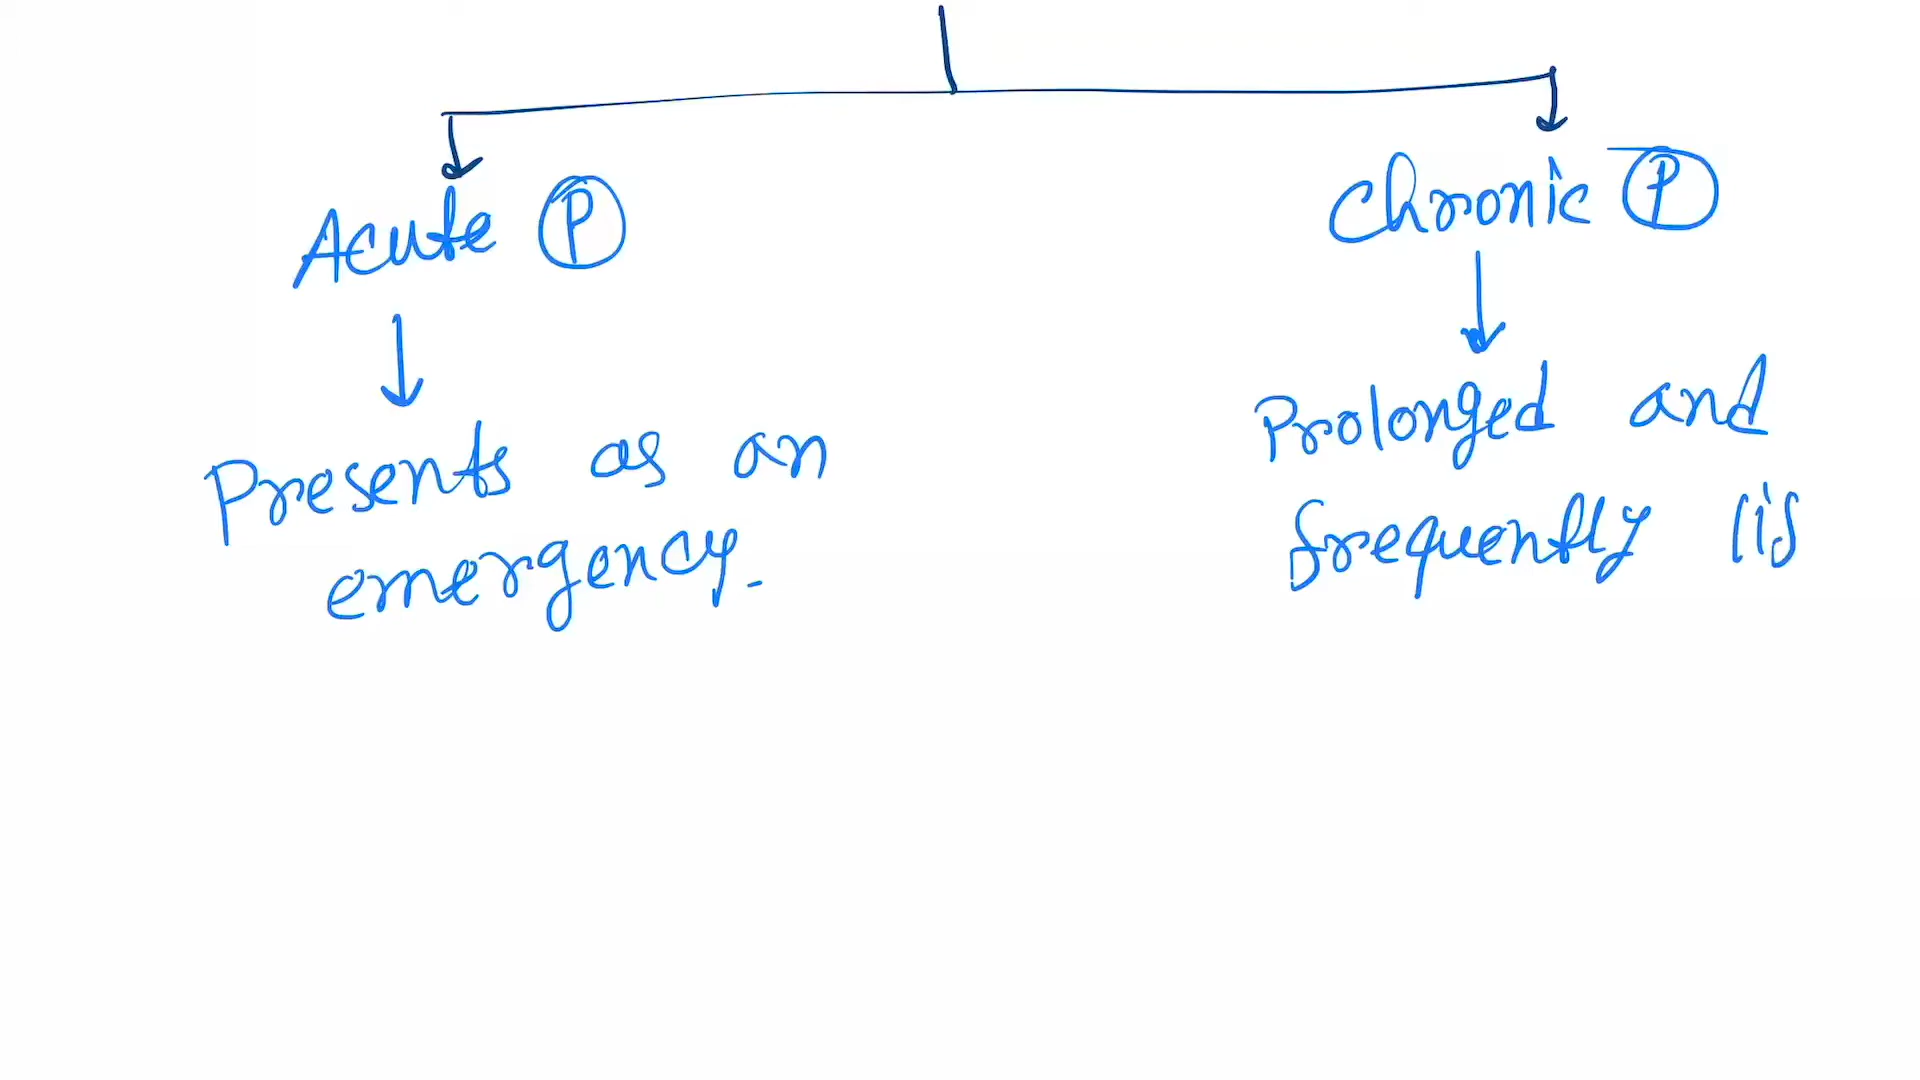 Acute Ⓟ
Chronic Ⓟ
Presents as an
emergency.
Prolonged and
frequently